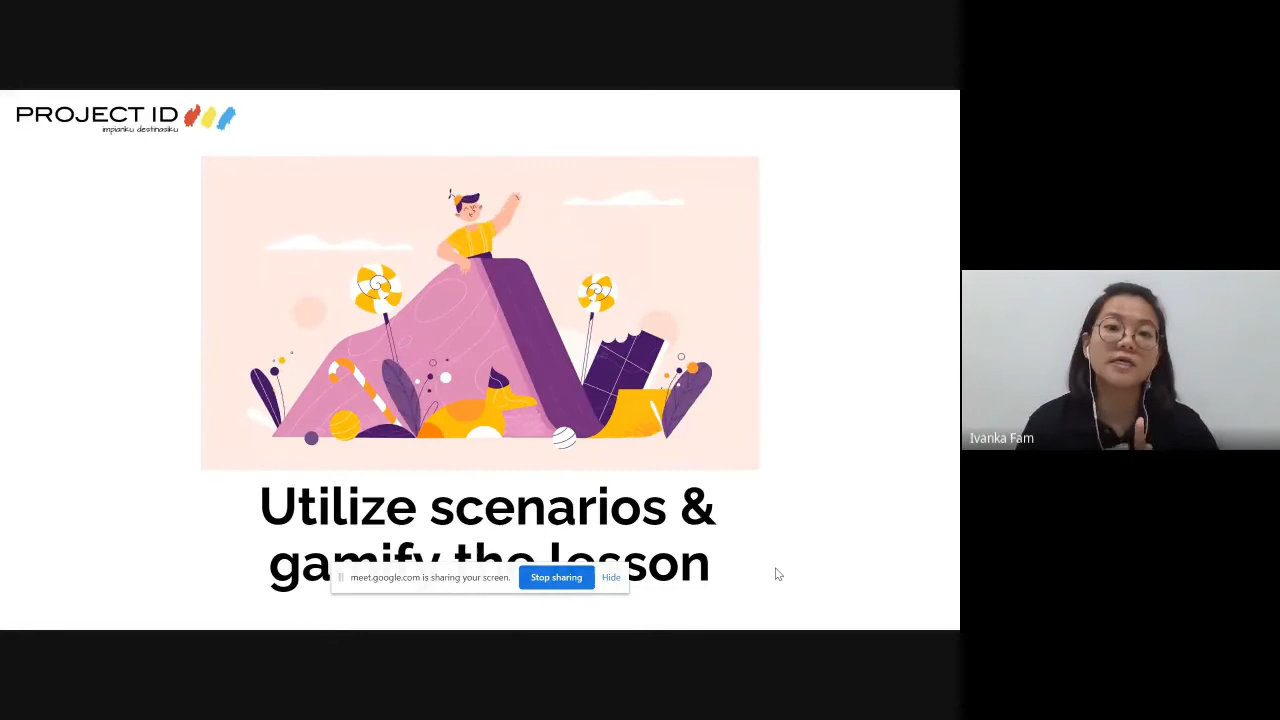 PROJECT ID
impianku destinasiku
Utilize scenarios &
gamify the lesson
meet.google.com is sharing your screen.
Stop sharing
Hide
Ivanka Fam